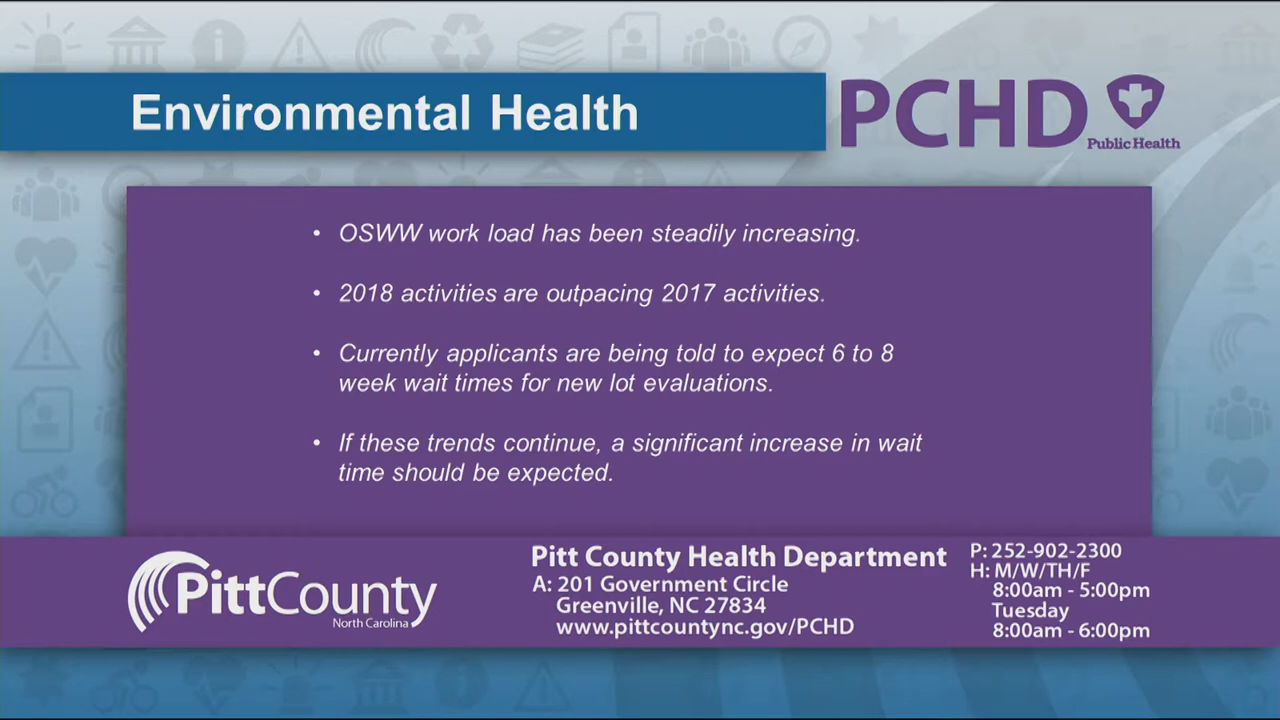 Environmental Health
PCHD
Public Health
• OSWW work load has been steadily increasing.
• 2018 activities are outpacing 2017 activities.
• Currently applicants are being told to expect 6 to 8
week wait times for new lot evaluations.
• If these trends continue, a significant increase in wait
time should be expected.
PittCounty
North Carolina
Pitt County Health Department
A: 201 Government Circle
Greenville, NC 27834
www.pittcountync.gov/PCHD
P: 252-902-2300
H: M/W/TH/F
8:00am - 5:00pm
Tuesday
8:00am - 6:00pm